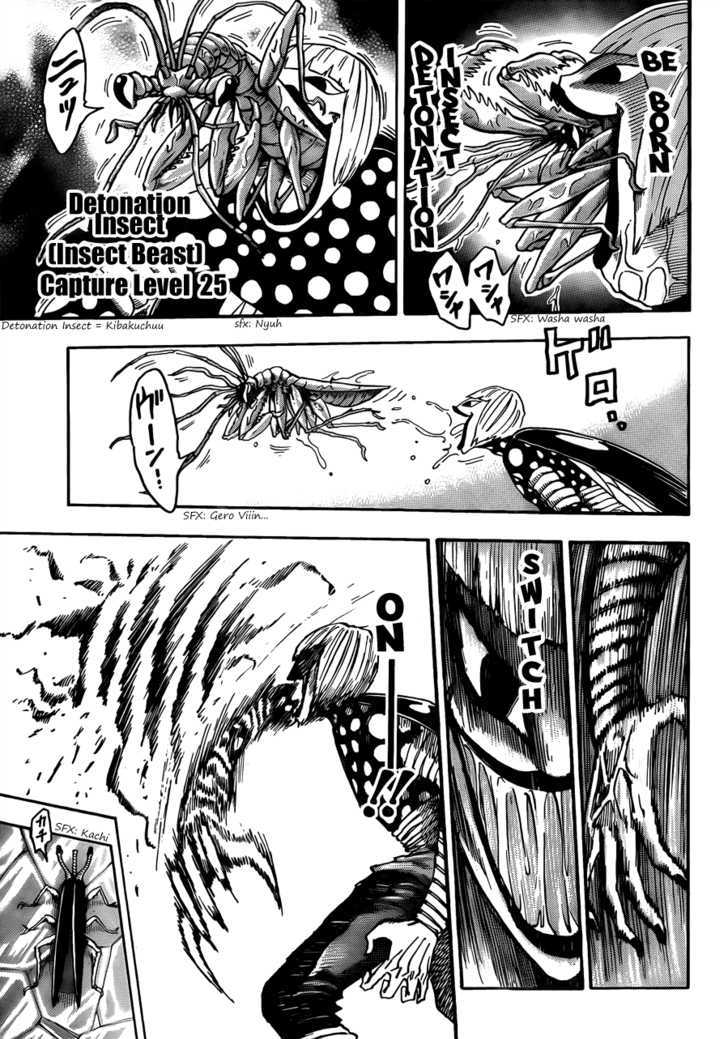 BE
BORN
DETONATION
INSECT
ワシャ
ワシャ
SFX: Washa washa
ニュッ
Detonation
Insect
(Insect Beast)
Capture Level 25
Detonation Insect = Kibakuchuu
sfx: Nyuh
ゲロ.
ヴーン…!
SFX: Gero Viiin...
SWITCH
ON
!!
SFX: Kachi
カチ